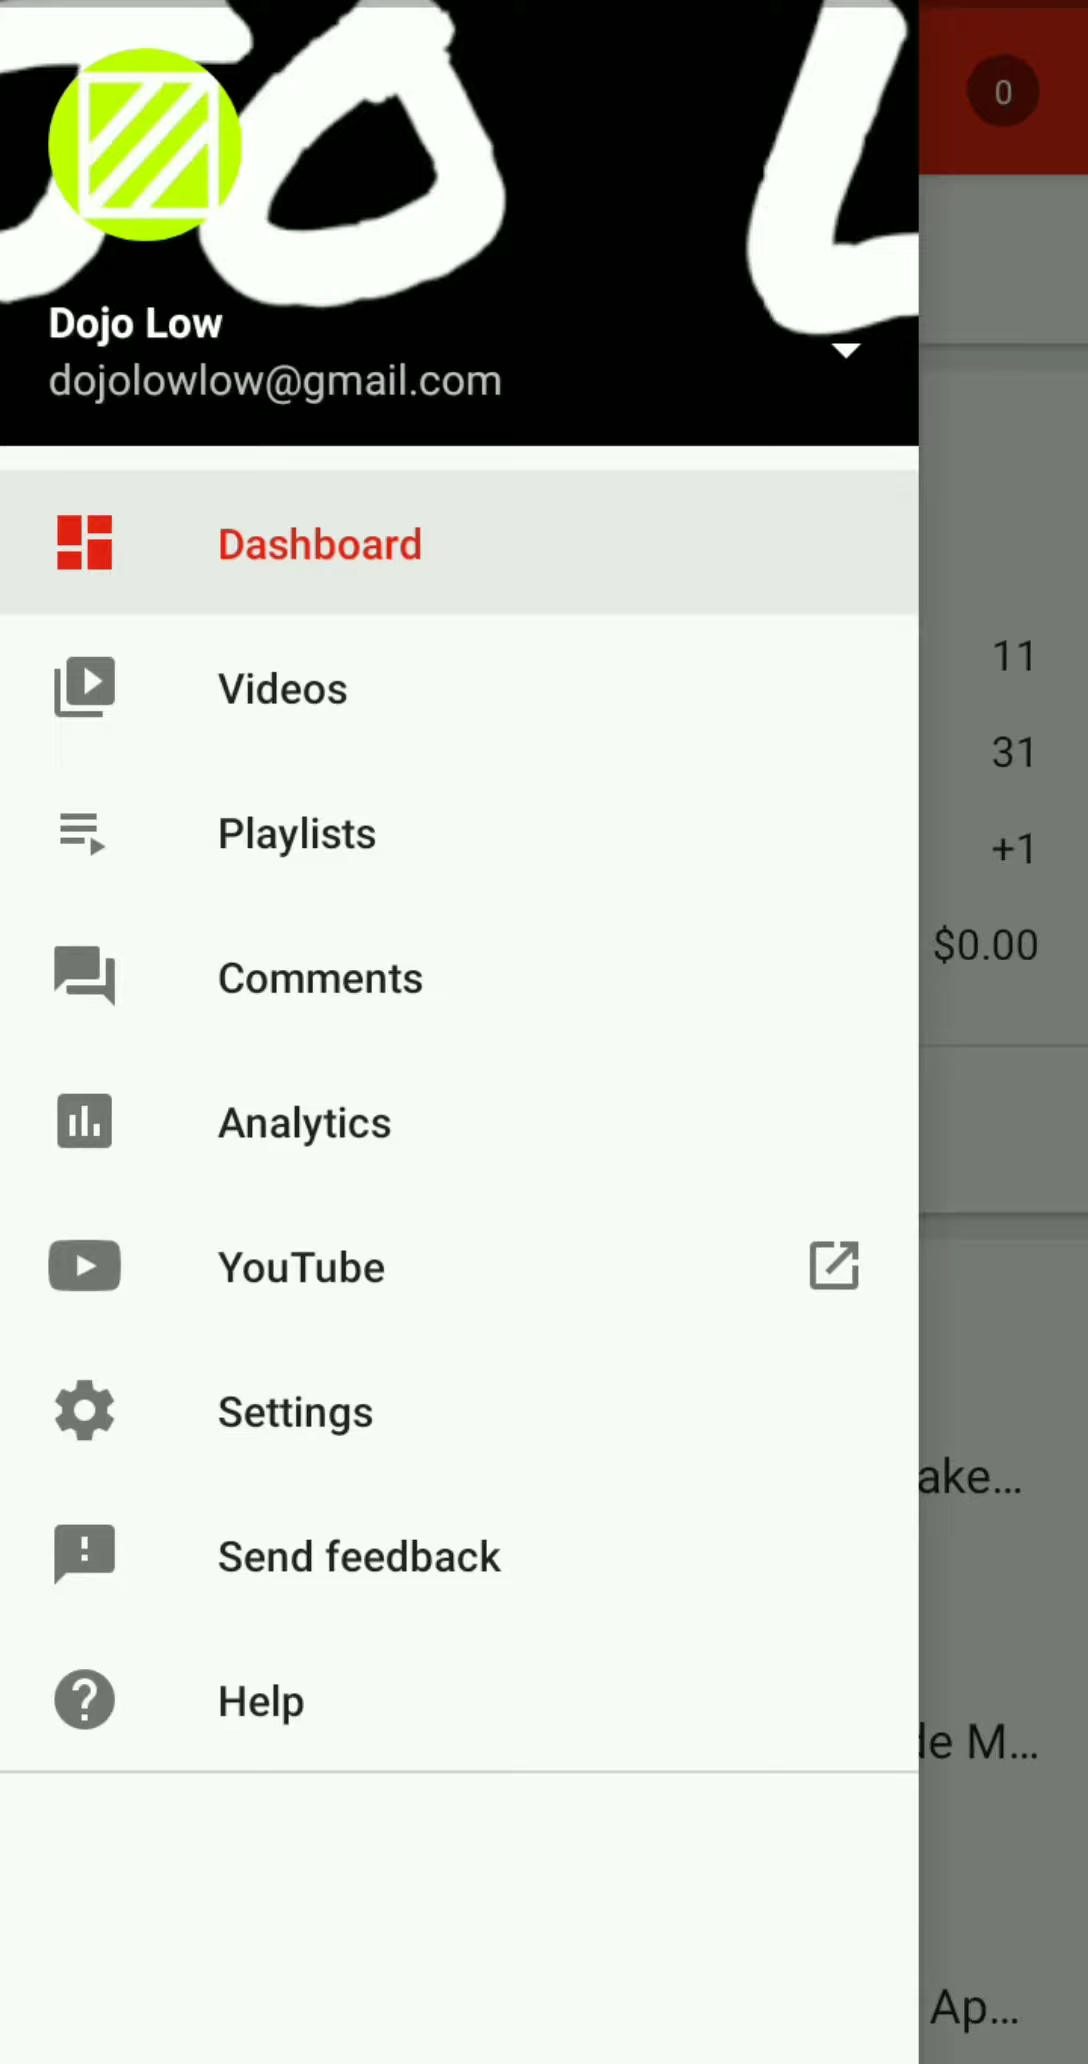 0
Dojo Low
dojolowlow@gmail.com
Dashboard
Videos
11
31
Playlists
+1
$0.00
Comments
Analytics
YouTube
Settings
ake...
Send feedback
Help
de M...
Ap...